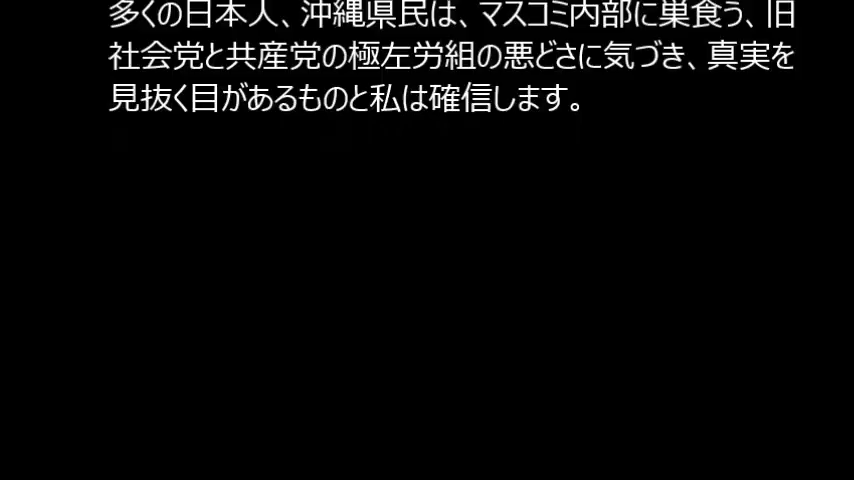 多くの日本人、沖縄県民は、マスコミ内部に巣食う、旧
社会党と共産党の極左労組の悪どさに気づき、真実を
見抜く目があるものと私は確信します。